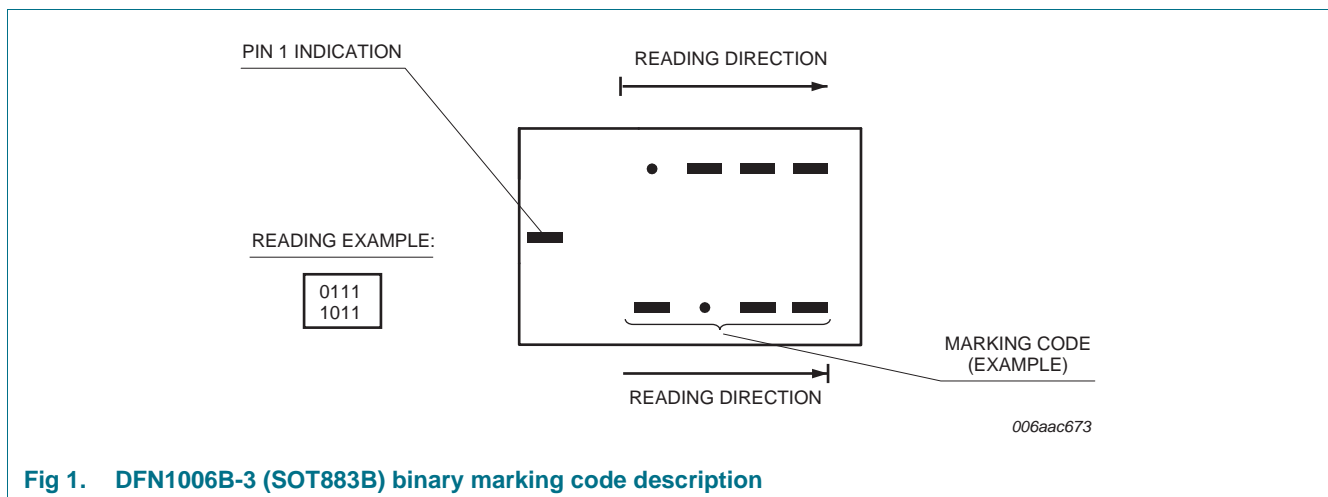 PIN 1 INDICATION
READING DIRECTION
READING EXAMPLE:
0111
1011
MARKING CODE
(EXAMPLE)
READING DIRECTION
006aac673
Fig 1. DFN1006B-3 (SOT883B) binary marking code description